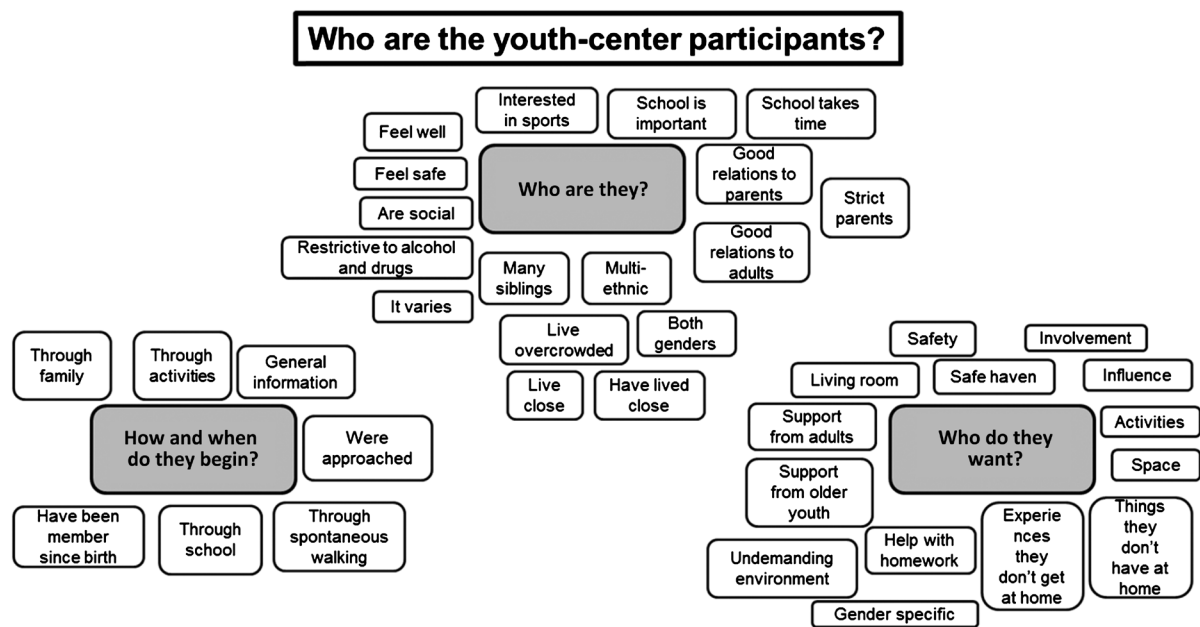 Who are the youth-center participants?
Interested
in sports
School is
important
School takes
time
Feel well
Feel safe
Are social
Restrictive to alcohol
and drugs
It varies
Who are they?
Good
relations to
parents
Strict
parents
Good
relations to
adults
Many
siblings
Multi-
ethnic
Live
overcrowded
Both
genders
Live
close
Have lived
close
Through
family
Through
activities
General
information
How and when
do they begin?
Were
approached
Have been
member
since birth
Through
school
Through
spontaneous
walking
Safety
Involvement
Living room
Safe haven
Influence
Support
from adults
Who do they
want?
Activities
Space
Support
from older
youth
Undemanding
environment
Help with
homework
Experie
nces
they
don't get
at home
Things
they
don't
have at
home
Gender specific